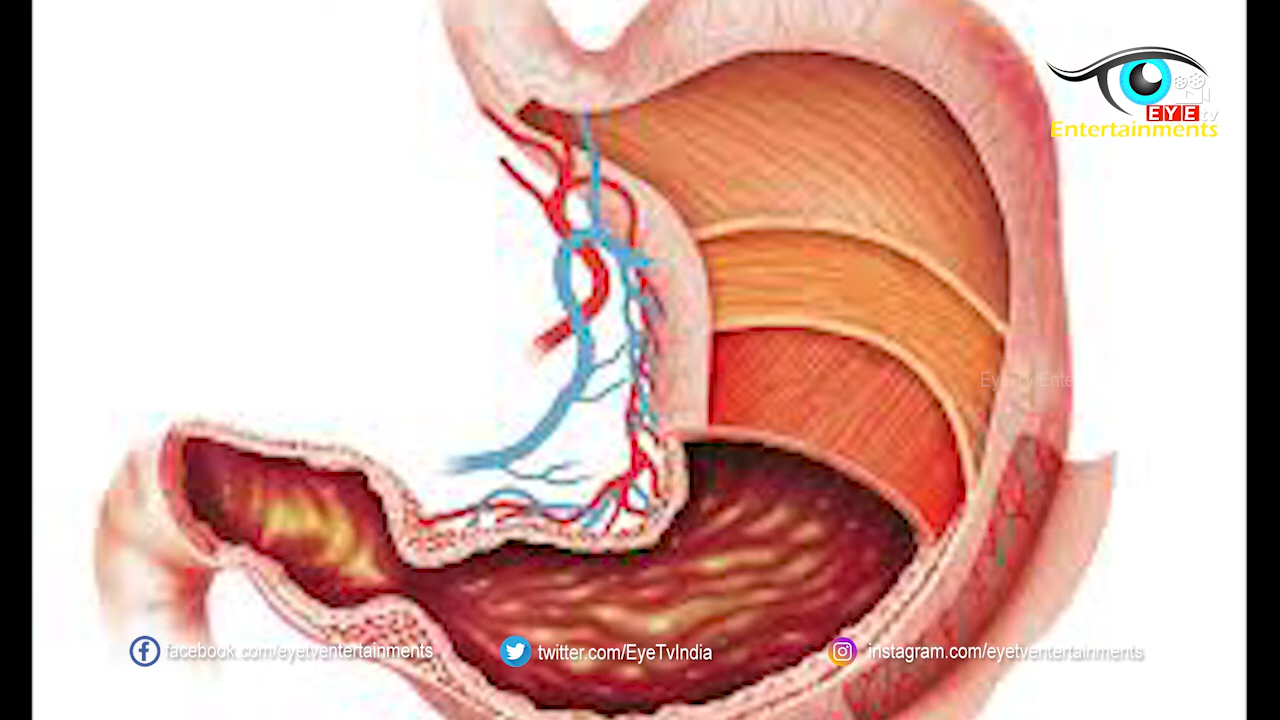 EYE tv
Entertainments
facebook.com/eyetventertainments
twitter.com/EyeTvIndia
instagram.com/eyetventertainments